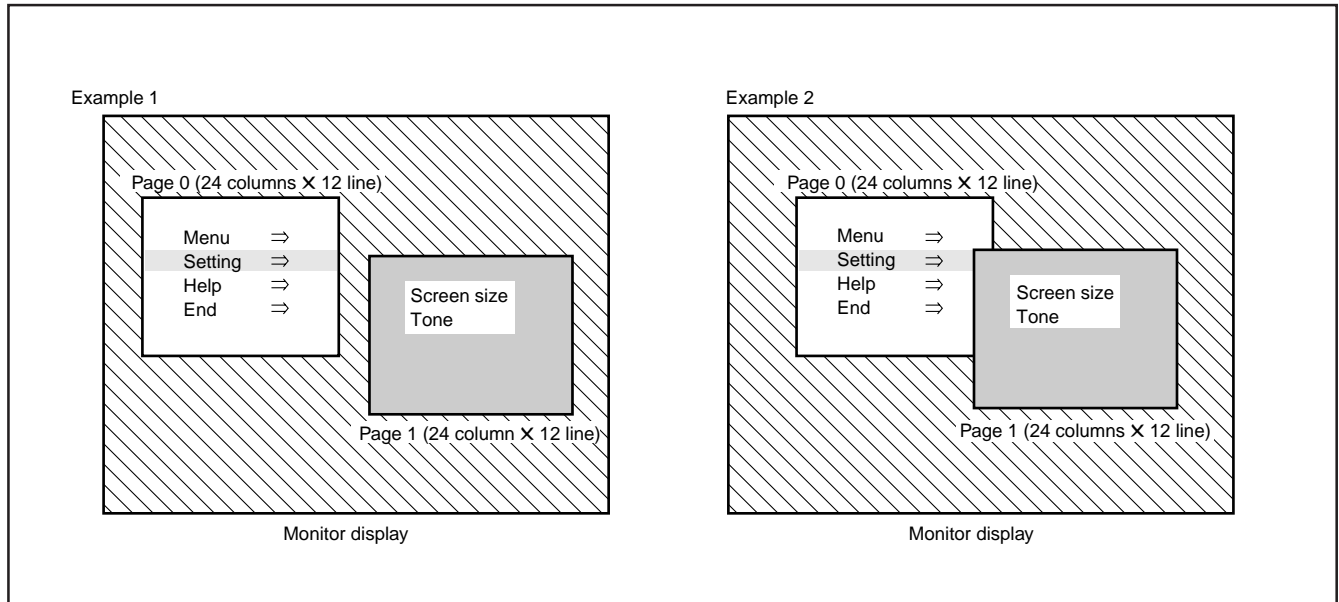 Example 1
Page 0 (24 columns ✕ 12 line)
Menu ⇒
Setting ⇒
Help ⇒
End ⇒
Screen size
Tone
Page 1 (24 column ✕ 12 line)
Monitor display
Example 2
Page 0 (24 columns ✕ 12 line)
Menu ⇒
Setting ⇒
Help ⇒
End ⇒
Screen size
Tone
Page 1 (24 columns ✕ 12 line)
Monitor display